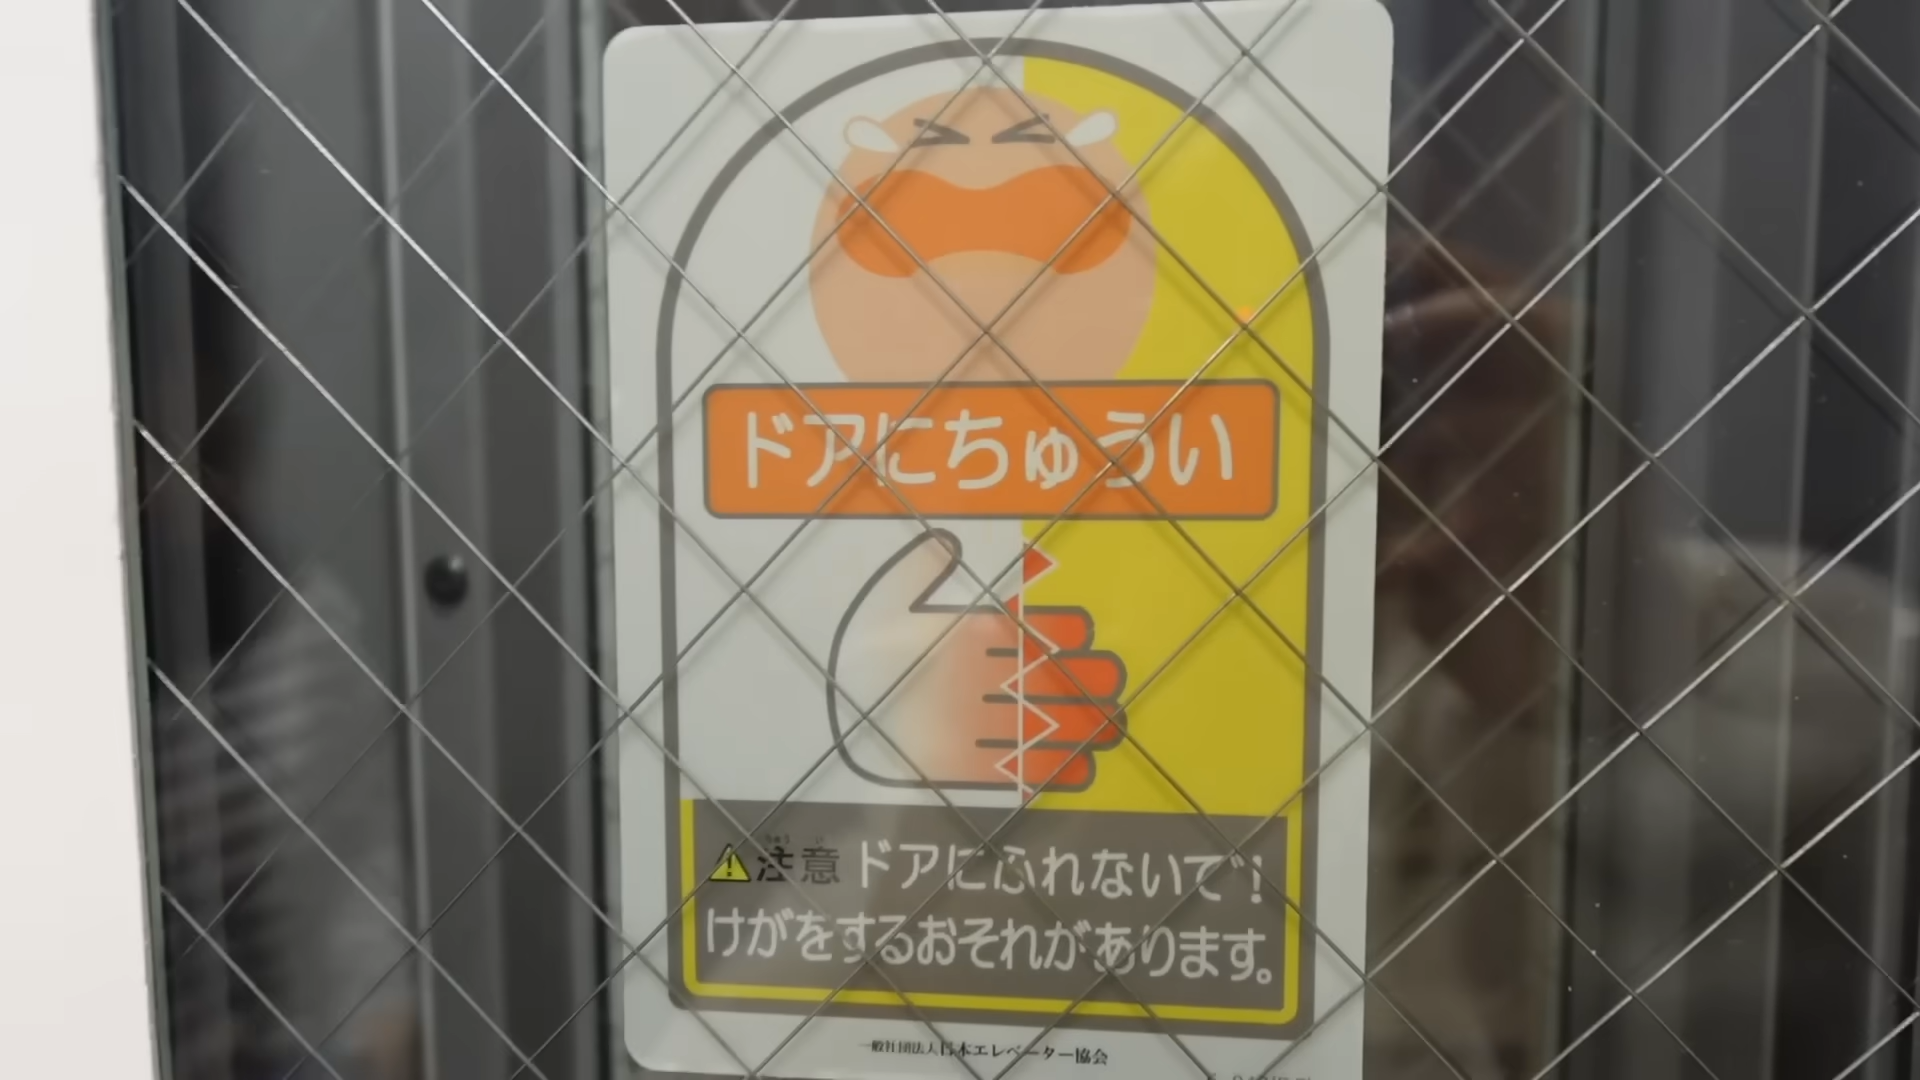 ドアにちゅうい
注意 ドアにふれないで!
けがをするおそれがあります。
一般社団法人日本エレベーター協会